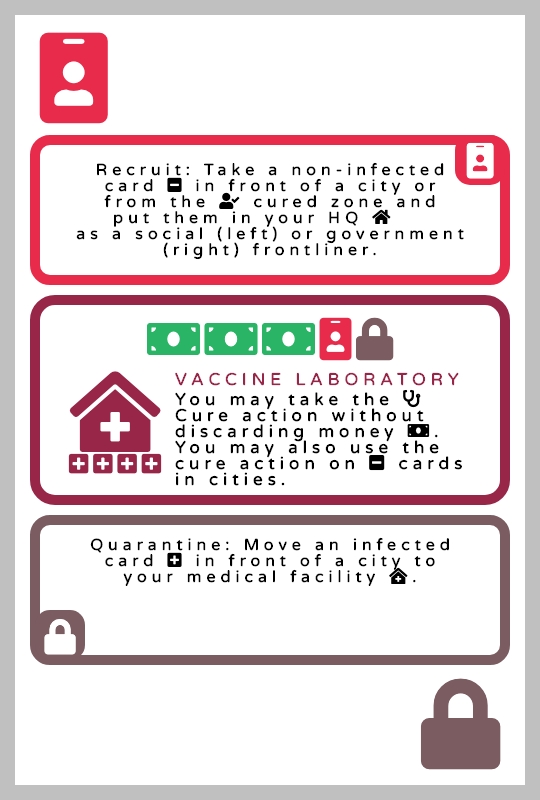 Recruit: Take a non-infected
card in front of a city or
from the cured zone and
put them in your HQ
as a social (left) or government
(right) frontliner.
VACCINE LABORATORY
You may take the
Cure action without
discarding money .
You may also use the
cure action on cards
in cities.
Quarantine: Move an infected
card in front of a city to
your medical facility .